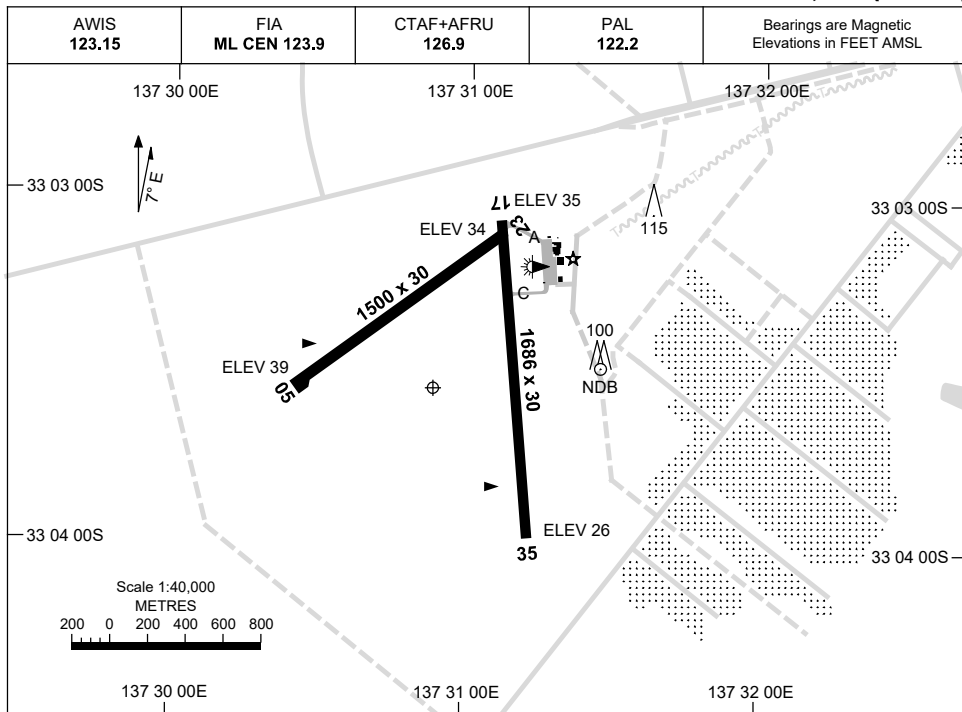 AWIS
123.15
FIA
ML CEN 123.9
CTAF+AFRU
126.9
PAL
122.2
Bearings are Magnetic
Elevations in FEET AMSL
137 30 00E
137 31 00E
137 32 00E
7° E
33 03 00S
33 03 00S
17
ELEV 35
23
ELEV 34
A
115
C
1500 x 30
1686 x 30
100
NDB
ELEV 39
05
ELEV 26
35
33 04 00S
33 04 00S
Scale 1:40,000
METRES
200 0 200 400 600 800
137 30 00E
137 31 00E
137 32 00E
T
T
T
T
T